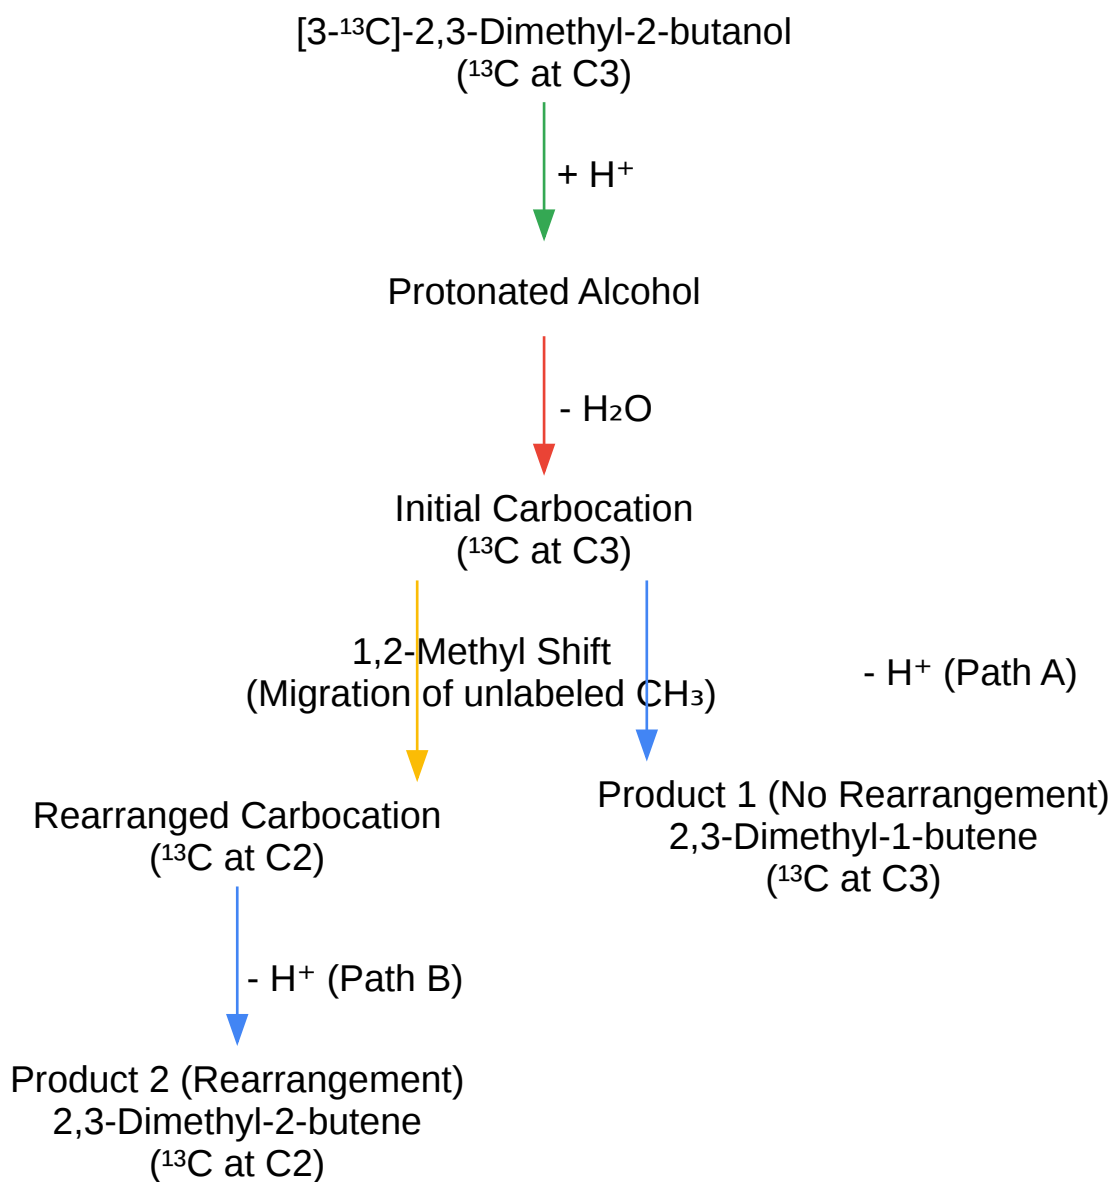 [3-¹³C]-2,3-Dimethyl-2-butanol
(¹³C at C3)
+ H⁺
Protonated Alcohol
- H₂O
Initial Carbocation
(¹³C at C3)
1,2-Methyl Shift
(Migration of unlabeled CH₃)
- H⁺ (Path A)
Rearranged Carbocation
(¹³C at C2)
Product 1 (No Rearrangement)
2,3-Dimethyl-1-butene
(¹³C at C3)
- H⁺ (Path B)
Product 2 (Rearrangement)
2,3-Dimethyl-2-butene
(¹³C at C2)